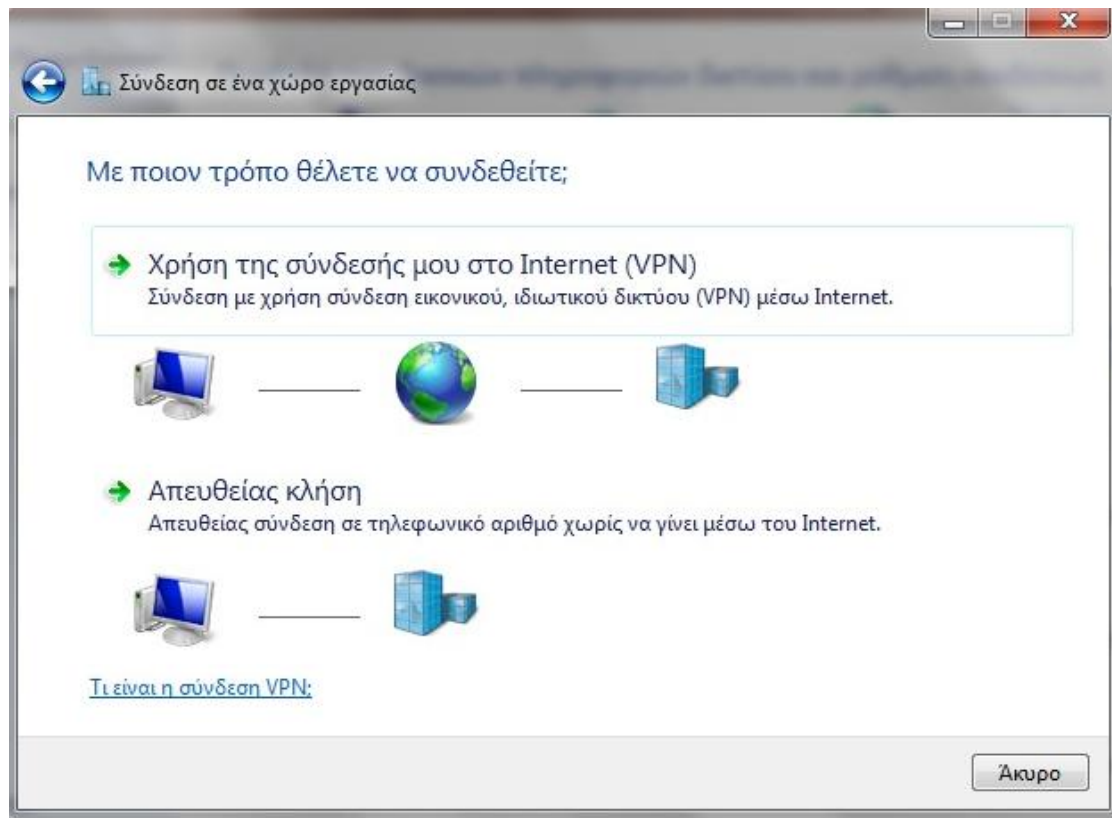 Σύνδεση σε ένα χώρο εργασίας
Με ποιον τρόπο θέλετε να συνδεθείτε;
Χρήση της σύνδεσής μου στο Internet (VPN)
Σύνδεση με χρήση σύνδεση εικονικού, ιδιωτικού δικτύου (VPN) μέσω Internet.
Απευθείας κλήση
Απευθείας σύνδεση σε τηλεφωνικό αριθμό χωρίς να γίνει μέσω του Internet.
Τι είναι η σύνδεση VPN;
Άκυρο